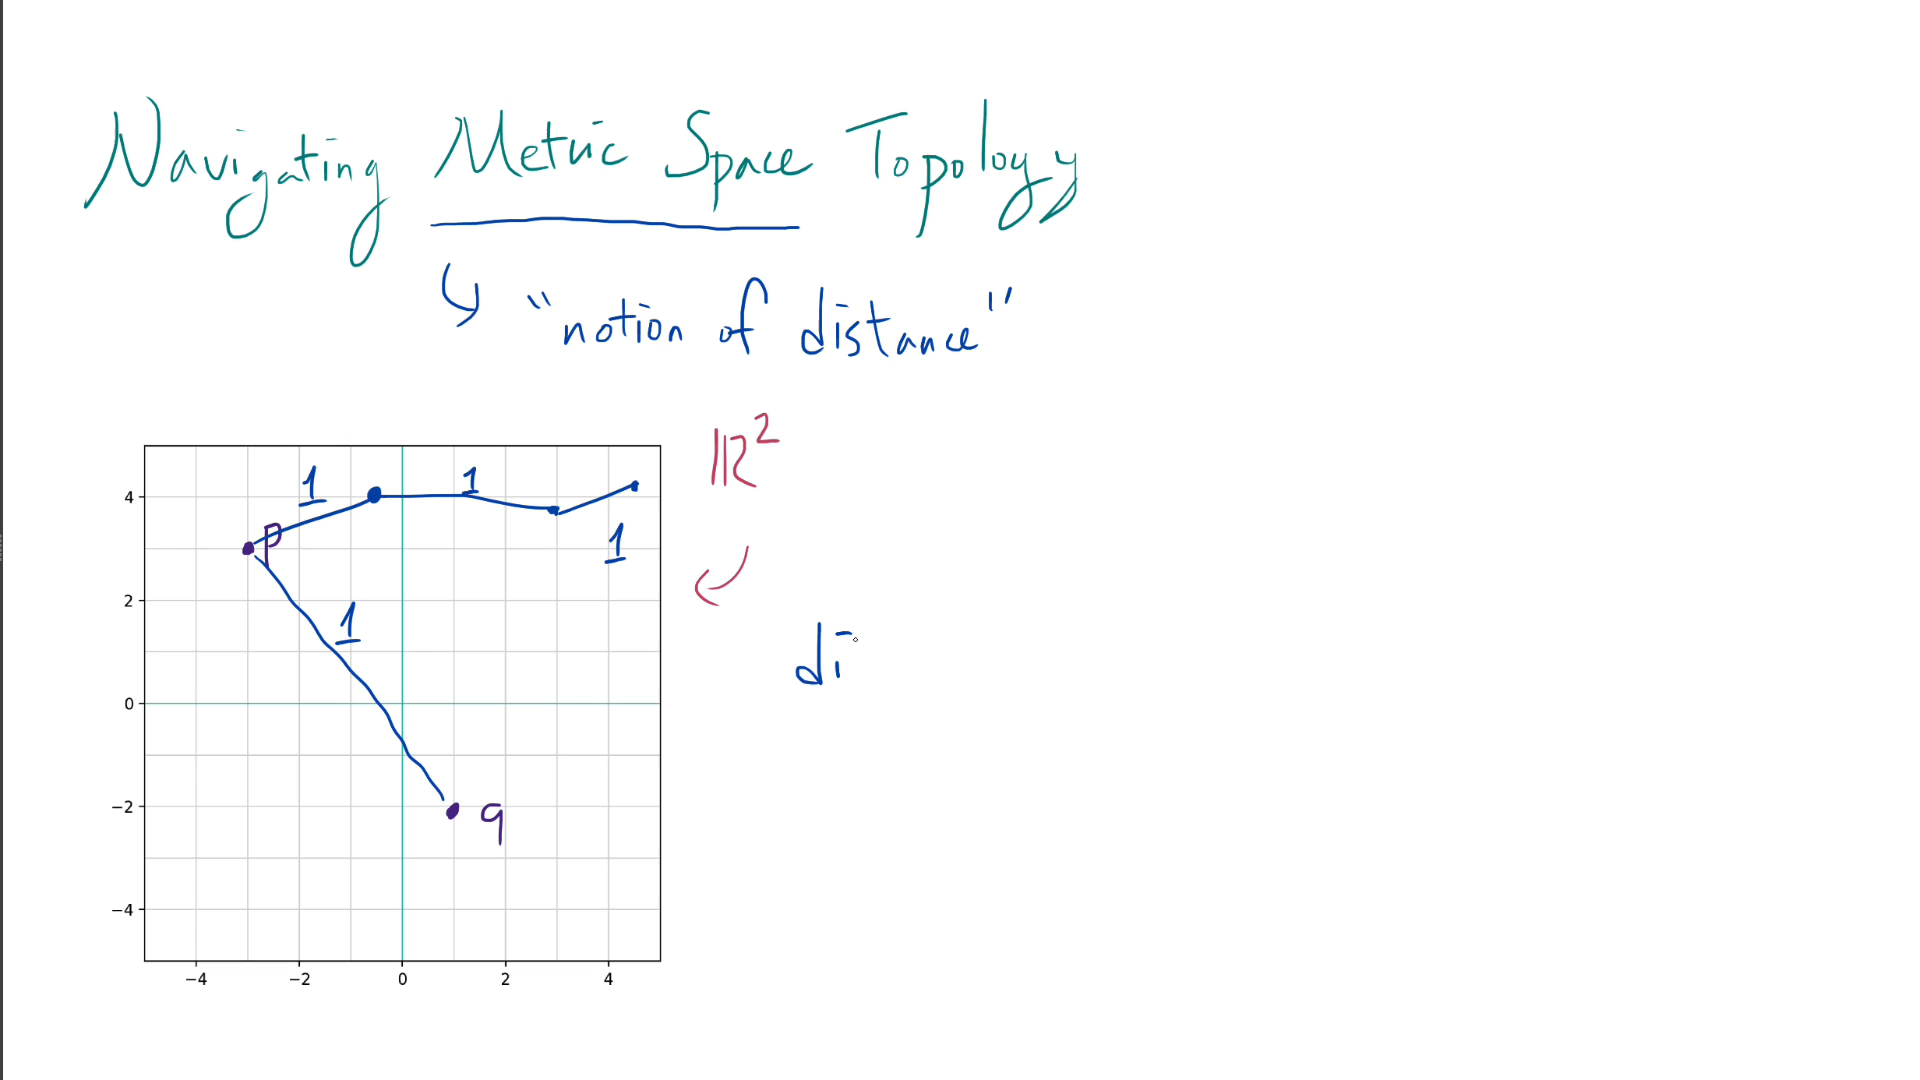 Navigating Metric Space Topology
"notion of distance"
ℝ²
1 1
4
p
1
2
1
di
0
-2
q
-4
-4 -2 0 2 4